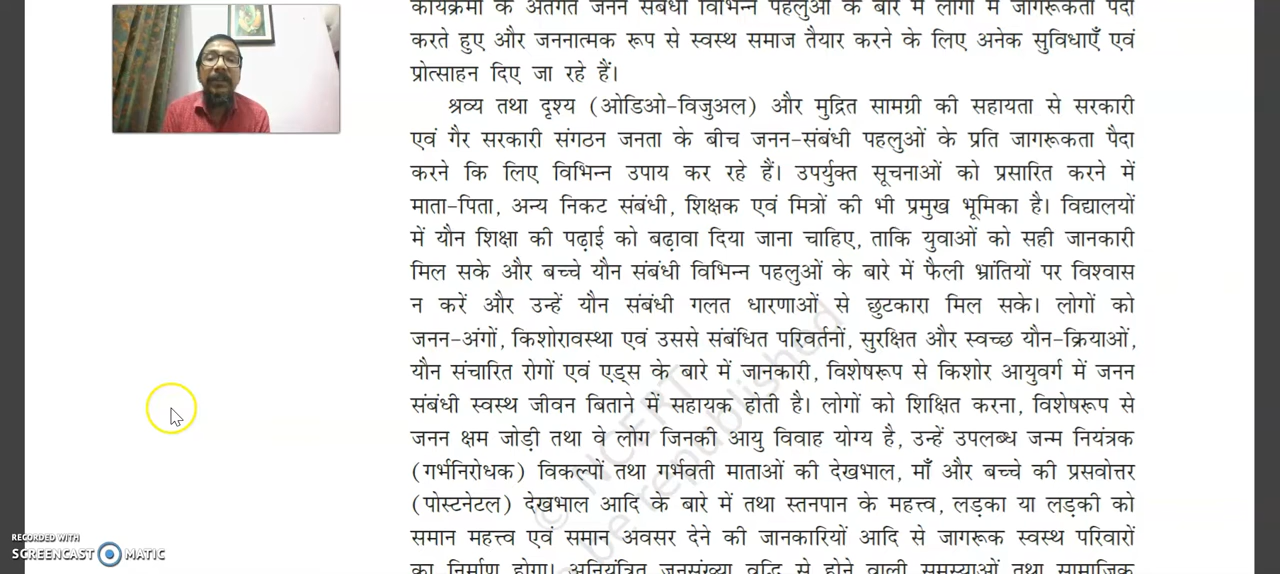 कार्यक्रमों के अंतर्गत जनन संबंधी विभिन्न पहलुओं के बारे में लोगों में जागरूकता पैदा
करते हुए और जननात्मक रूप से स्वस्थ समाज तैयार करने के लिए अनेक सुविधाएँ एवं
प्रोत्साहन दिए जा रहे हैं।
श्रव्य तथा दृश्य (ओडिओ-विजुअल) और मुद्रित सामग्री की सहायता से सरकारी
एवं गैर सरकारी संगठन जनता के बीच जनन-संबंधी पहलुओं के प्रति जागरूकता पैदा
करने कि लिए विभिन्न उपाय कर रहे हैं। उपर्युक्त सूचनाओं को प्रसारित करने में
माता-पिता, अन्य निकट संबंधी, शिक्षक एवं मित्रों की भी प्रमुख भूमिका है। विद्यालयों
में यौन शिक्षा की पढ़ाई को बढ़ावा दिया जाना चाहिए, ताकि युवाओं को सही जानकारी
मिल सके और बच्चे यौन संबंधी विभिन्न पहलुओं के बारे में फैली भ्रांतियों पर विश्वास
न करें और उन्हें यौन संबंधी गलत धारणाओं से छुटकारा मिल सके। लोगों को
जनन-अंगों, किशोरावस्था एवं उससे संबंधित परिवर्तनों, सुरक्षित और स्वच्छ यौन-क्रियाओं,
यौन संचारित रोगों एवं एड्स के बारे में जानकारी, विशेषरूप से किशोर आयुवर्ग में जनन
संबंधी स्वस्थ जीवन बिताने में सहायक होती है। लोगों को शिक्षित करना, विशेषरूप से
जनन क्षम जोड़ी तथा वे लोग जिनकी आयु विवाह योग्य है, उन्हें उपलब्ध जन्म नियंत्रक
(गर्भनिरोधक) विकल्पों तथा गर्भवती माताओं की देखभाल, माँ और बच्चे की प्रसवोत्तर
(पोस्टनेटल) देखभाल आदि के बारे में तथा स्तनपान के महत्त्व, लड़का या लड़की को
समान महत्त्व एवं समान अवसर देने की जानकारियों आदि से जागरूक स्वस्थ परिवारों
का निर्माण होगा। अनियंत्रित जनसंख्या वृद्धि से होने वाली समस्याओं तथा सामाजिक
© NCERT
be republished
RECORDED WITH
SCREENCAST MATIC